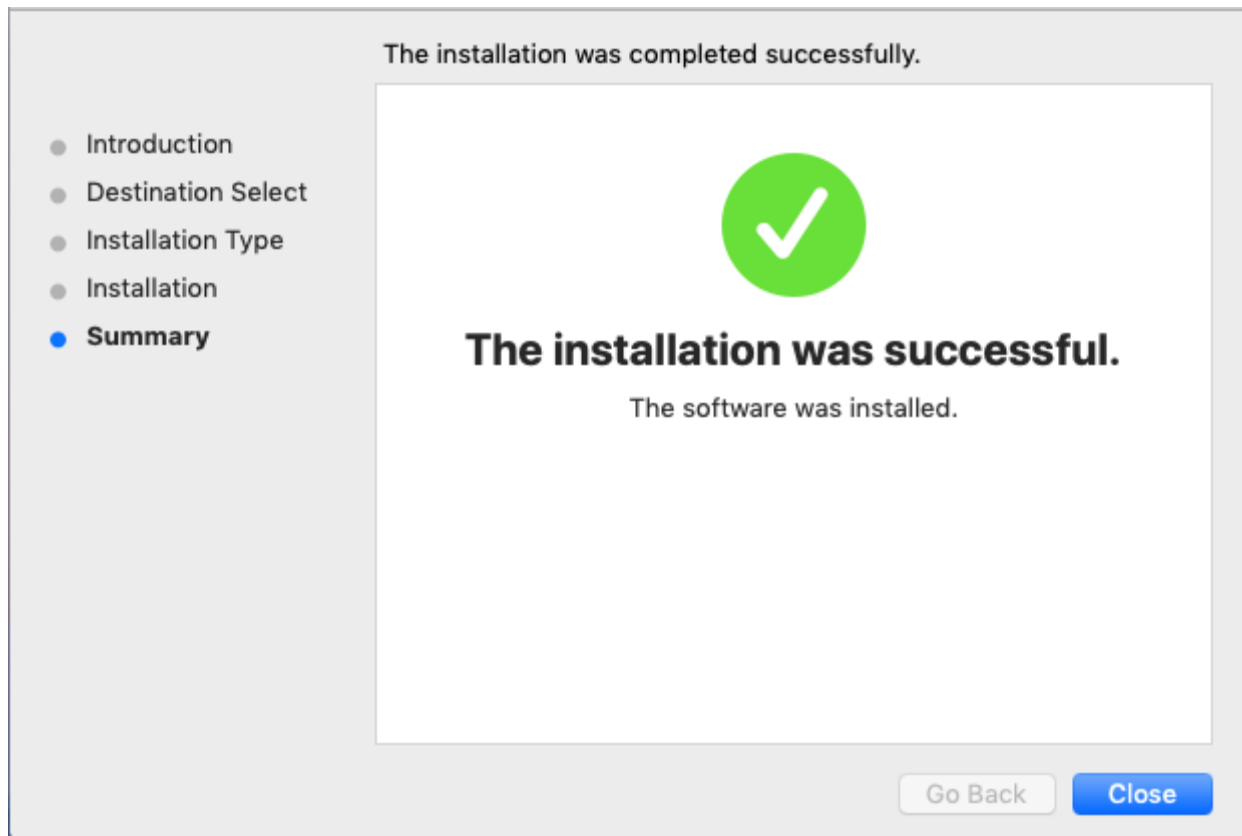 The installation was completed successfully.
Introduction
Destination Select
Installation Type
Installation
Summary
The installation was successful.
The software was installed.
Go Back
Close